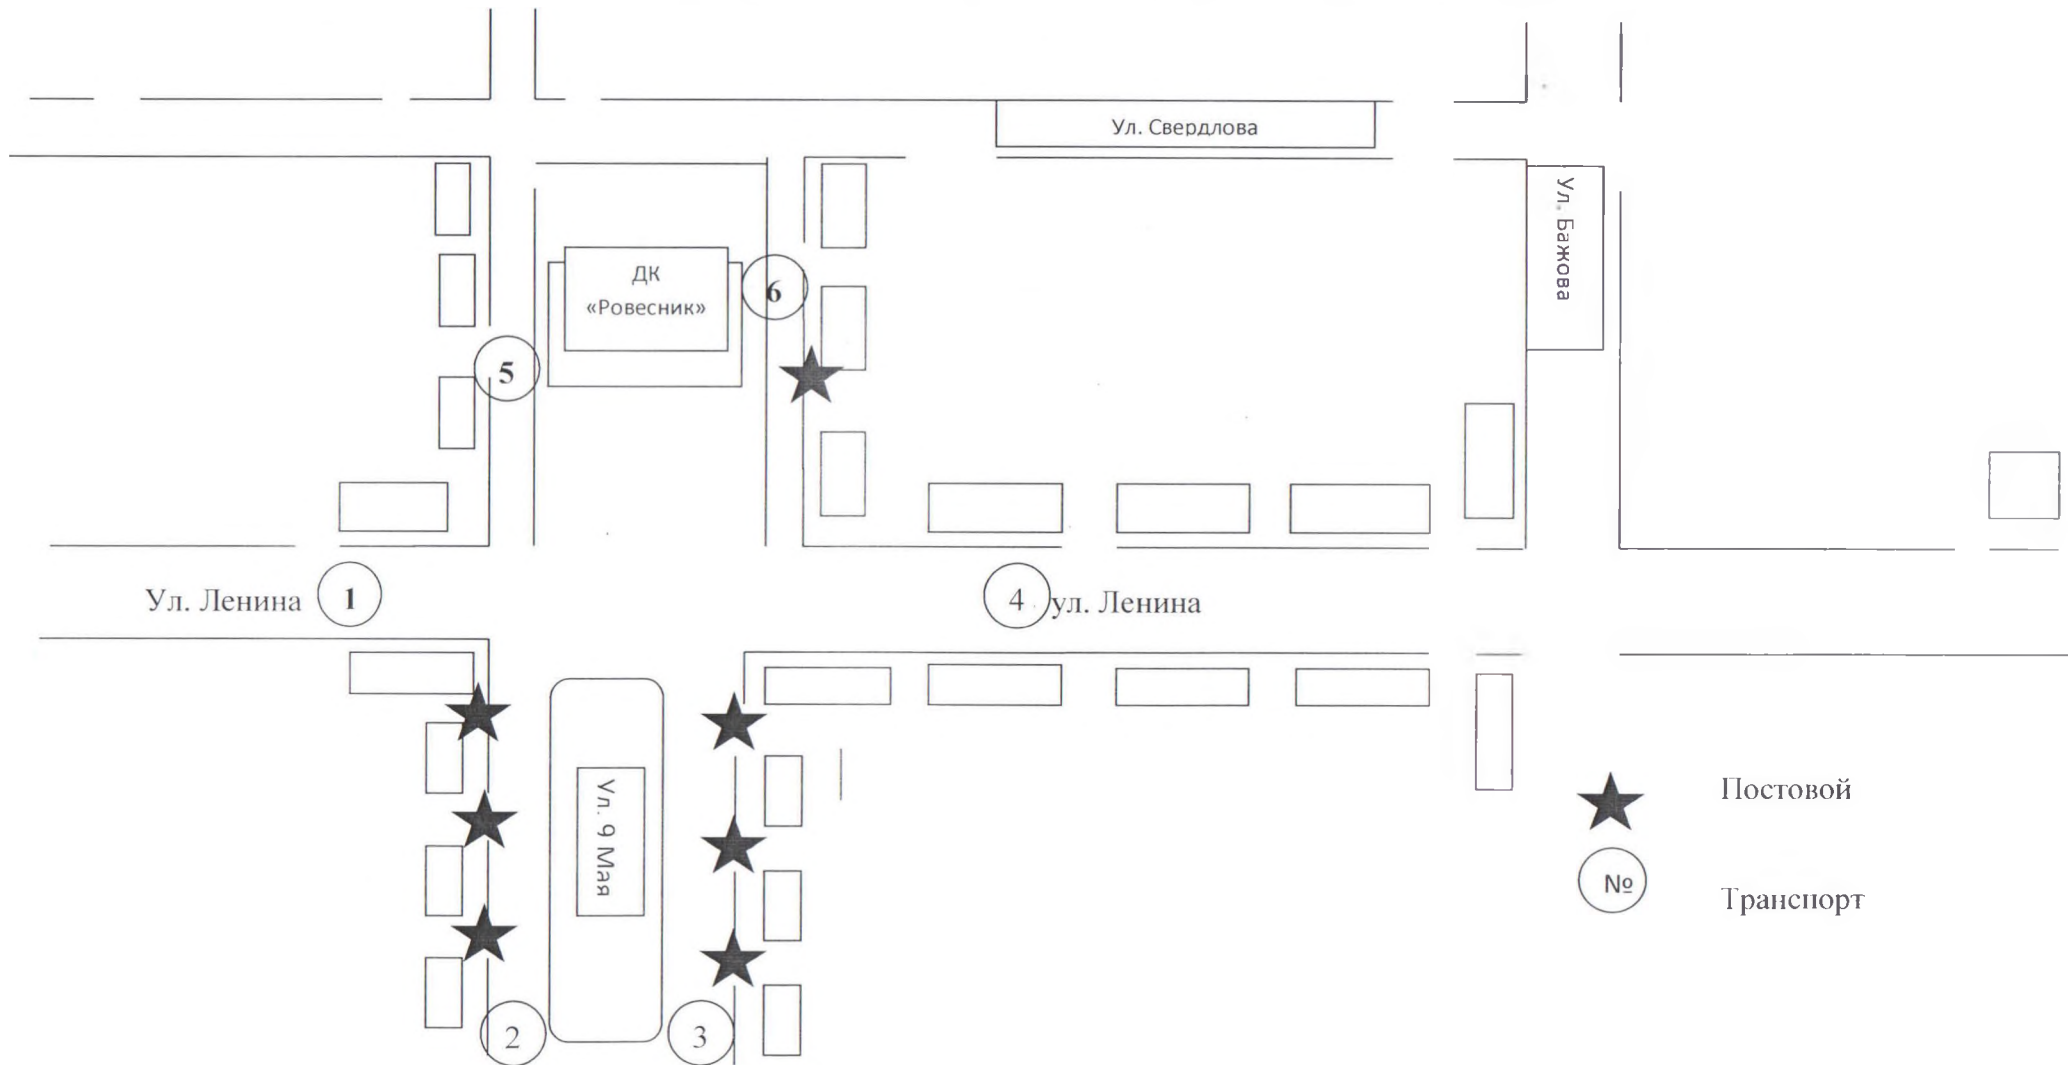 Ул. Свердлова
Ул. Бажова
ДК
«Ровесник»
6
5
Ул. Ленина
1
4
ул. Ленина
Ул. 9 Мая
2
3
Постовой
№
Транспорт